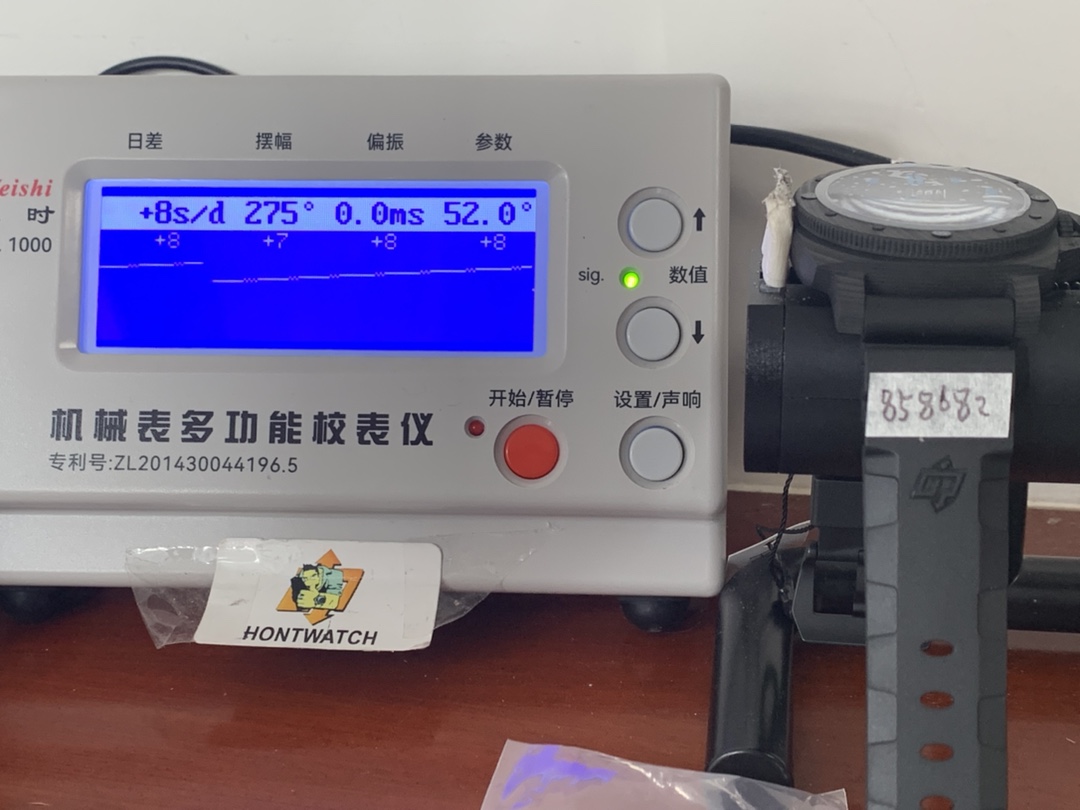 日差 摆幅 偏振 参数
eishi
时
1000
+8s/d 275° 0.0ms 52.0°
+8 +7 +8 +8
sig. 数值
↑
↓
开始/暂停 设置/声响
机械表多功能校表仪
专利号:ZL201430044196.5
858682
HONTWATCH